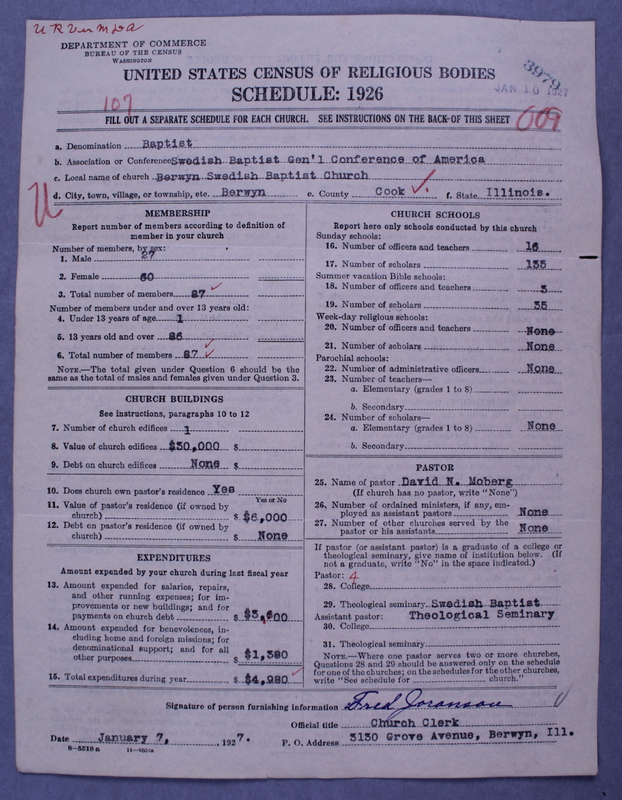 DEPARTMENT OF COMMERCE
BUREAU OF THE CENSUS
WASHINGTON
3979
JAN 10 1927
UNITED STATES CENSUS OF RELIGIOUS BODIES
SCHEDULE: 1926
107
FILL OUT A SEPARATE SCHEDULE FOR EACH CHURCH. SEE INSTRUCTIONS ON THE BACK OF THIS SHEET
009
a. Denomination Baptist
b. Association or Conference Swedish Baptist Gen'l Conference of America
c. Local name of church Berwyn Swedish Baptist Church
d. City, town, village, or township, etc. Berwyn e. County Cook f. State Illinois.
U
MEMBERSHIP
Report number of members according to definition of
member in your church
Number of members, by sex:
1. Male 27
2. Female 60
3. Total number of members 87
Number of members under and over 13 years old:
4. Under 13 years of age 1
5. 13 years old and over 86
6. Total number of members 87
NOTE.—The total given under Question 6 should be the
same as the total of males and females given under Question 3.
CHURCH BUILDINGS
See instructions, paragraphs 10 to 12
7. Number of church edifices 1
8. Value of church edifices $30,000 $
9. Debt on church edifices None $
10. Does church own pastor's residence Yes
Yes or No
11. Value of pastor's residence (if owned by
church) $ $6,000
12. Debt on pastor's residence (if owned by
church) $ None
EXPENDITURES
Amount expended by your church during last fiscal year
13. Amount expended for salaries, repairs,
and other running expenses; for im-
provements or new buildings; and for
payments on church debt $3,600
14. Amount expended for benevolences, in-
cluding home and foreign missions; for
denominational support; and for all
other purposes $ $1,380
15. Total expenditures during year $ $4,980
CHURCH SCHOOLS
Report here only schools conducted by this church
Sunday schools:
16. Number of officers and teachers 16
17. Number of scholars 135
Summer vacation Bible schools:
18. Number of officers and teachers 3
19. Number of scholars 35
Week-day religious schools:
20. Number of officers and teachers None
21. Number of scholars None
Parochial schools:
22. Number of administrative officers None
23. Number of teachers—
a. Elementary (grades 1 to 8)
b. Secondary
24. Number of scholars—
a. Elementary (grades 1 to 8) None
b. Secondary
PASTOR
25. Name of pastor David N. Moberg
(If church has no pastor, write "None")
26. Number of ordained ministers, if any, em-
ployed as assistant pastors None
27. Number of other churches served by the
pastor or his assistants None
If pastor (or assistant pastor) is a graduate of a college or
theological seminary, give name of institution below. (If
not a graduate, write "No" in the space indicated.)
Pastor: 4
28. College
29. Theological seminary Swedish Baptist
Assistant pastor: Theological Seminary
30. College
31. Theological seminary
NOTE.—Where one pastor serves two or more churches,
Questions 28 and 29 should be answered only on the schedule
for one of the churches; on the schedules for the other churches,
write "See schedule for church."
Signature of person furnishing information Fred Joranson
Official title Church Clerk
Date January 7, 1927. P. O. Address 3130 Grove Avenue, Berwyn, Ill.
8-5518a